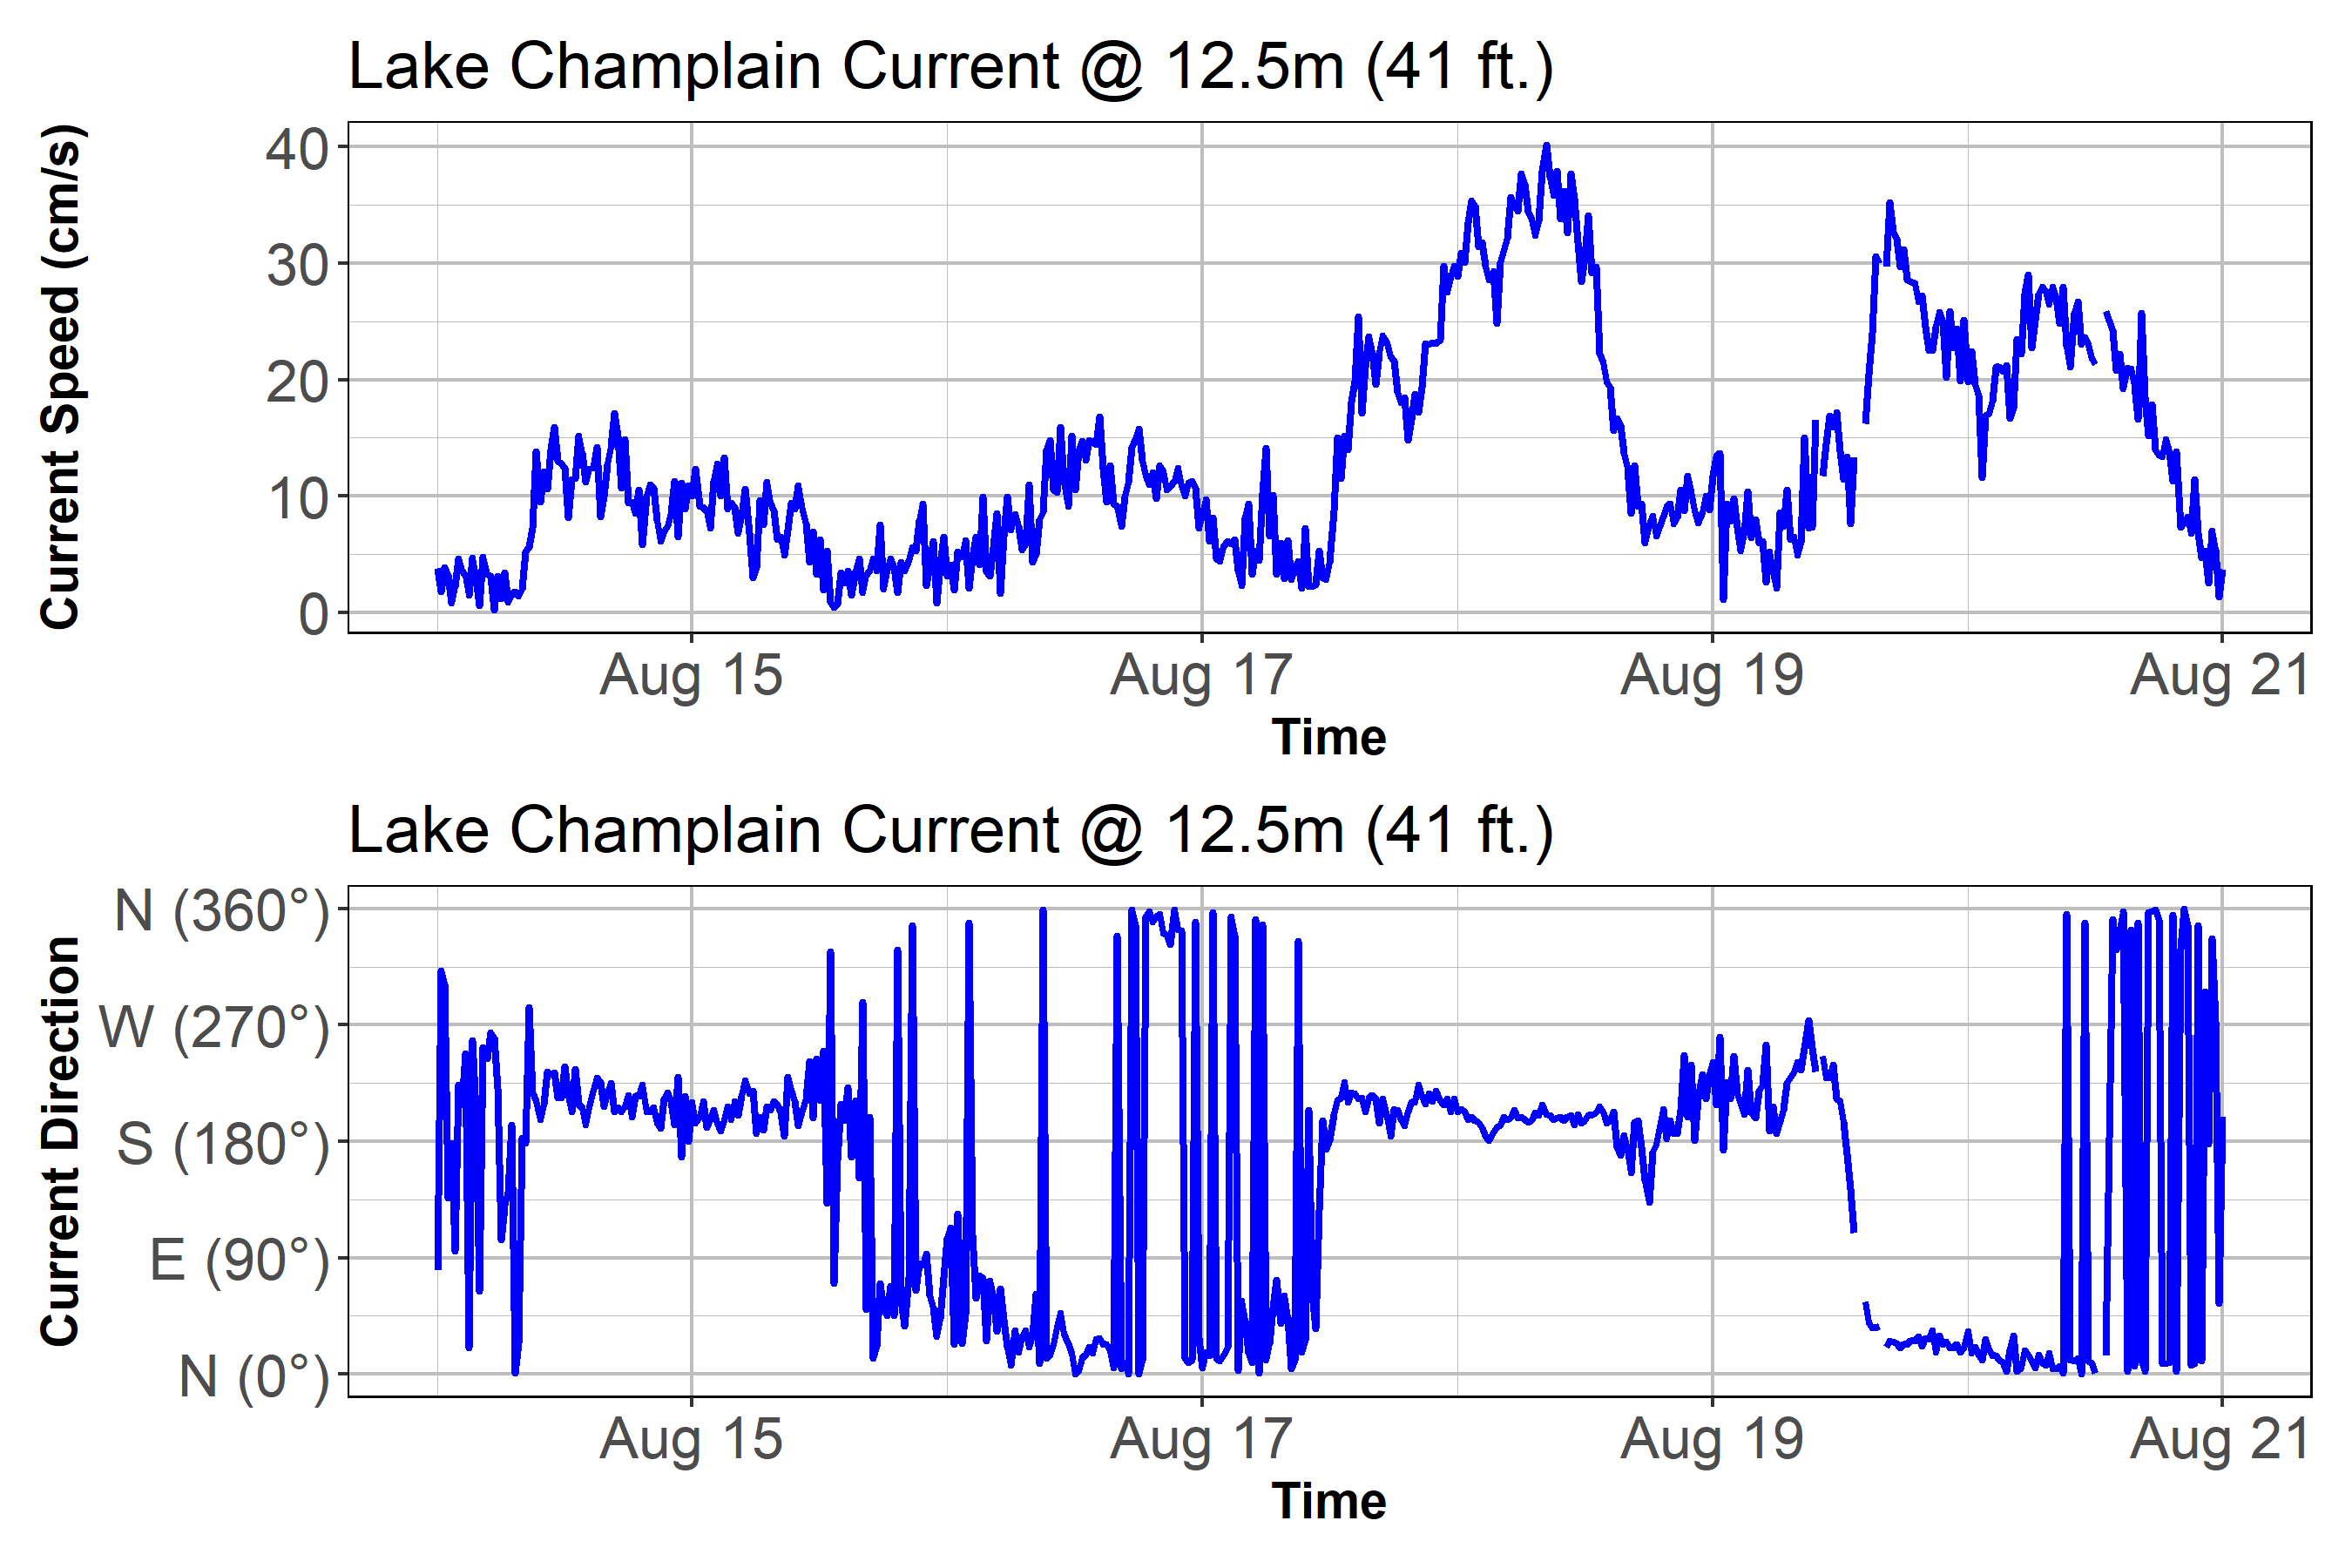 Lake Champlain Current @ 12.5m (41 ft.)
Current Speed (cm/s)
40
30
20
10
0
Aug 15 Aug 17 Aug 19 Aug 21
Time
Lake Champlain Current @ 12.5m (41 ft.)
Current Direction
N (360°)
W (270°)
S (180°)
E (90°)
N (0°)
Aug 15 Aug 17 Aug 19 Aug 21
Time